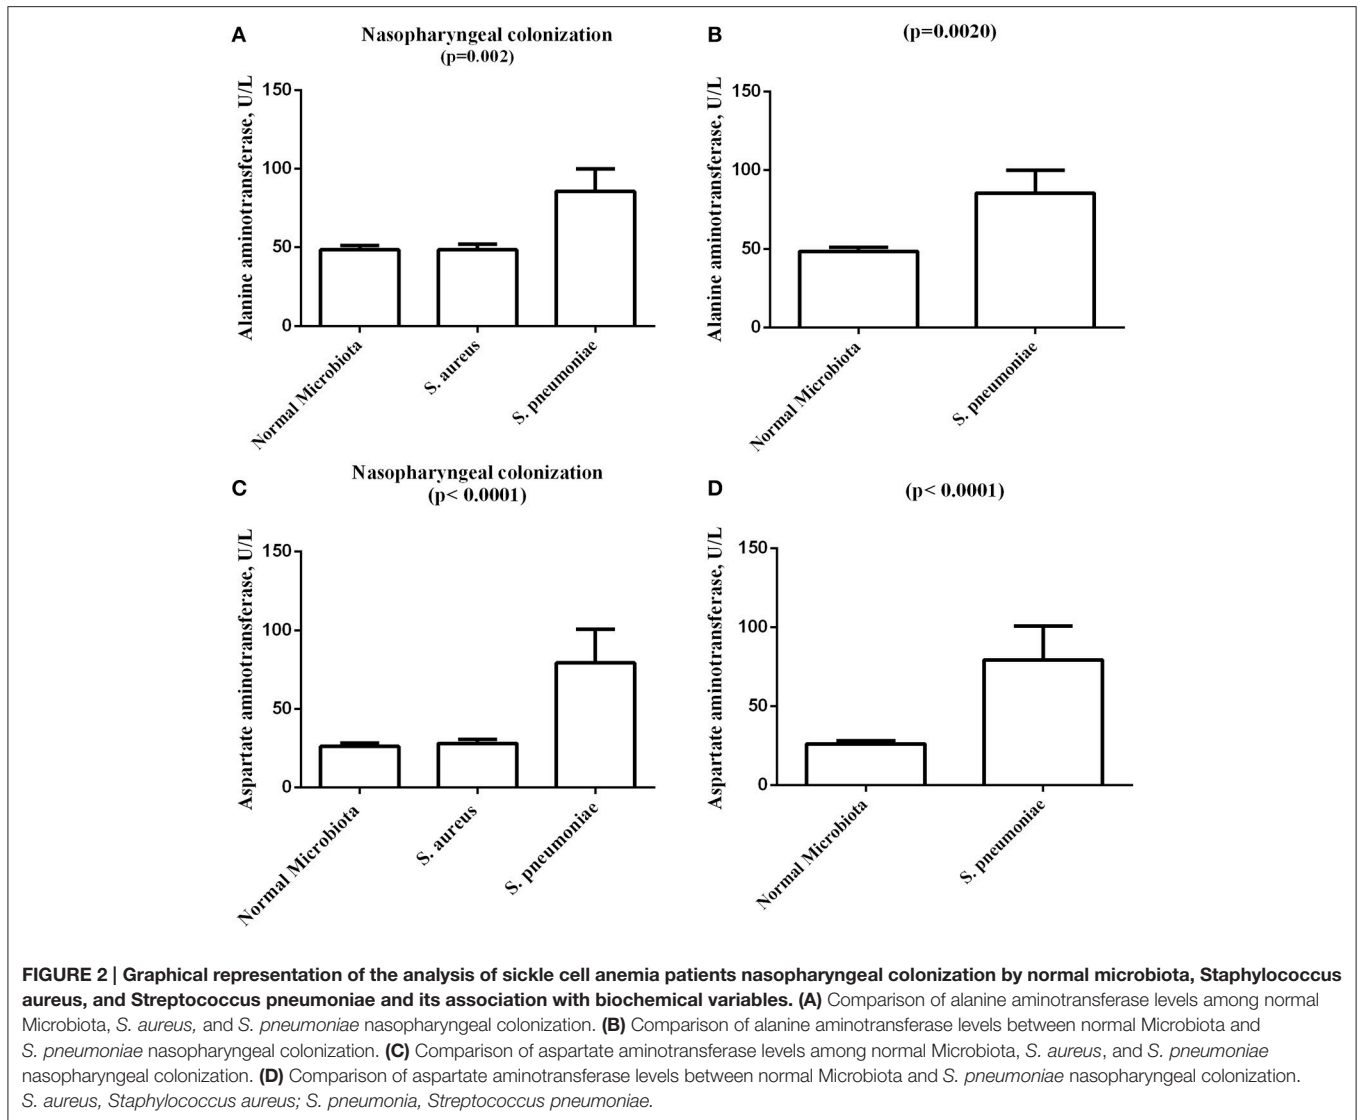 A
Nasopharyngeal colonization
(p=0.002)
Alanine aminotransferase, U/L
150
100
50
0
Normal Microbiota
S. aureus
S. pneumoniae
B
(p=0.0020)
Alanine aminotransferase, U/L
150
100
50
0
Normal Microbiota
S. pneumoniae
C
Nasopharyngeal colonization
(p< 0.0001)
Aspartate aminotransferase, U/L
150
100
50
0
Normal Microbiota
S. aureus
S. pneumoniae
D
(p< 0.0001)
Aspartate aminotransferase, U/L
150
100
50
0
Normal Microbiota
S. pneumoniae
FIGURE 2 | Graphical representation of the analysis of sickle cell anemia patients nasopharyngeal colonization by normal microbiota, Staphylococcus
aureus, and Streptococcus pneumoniae and its association with biochemical variables. (A) Comparison of alanine aminotransferase levels among normal
Microbiota, S. aureus, and S. pneumoniae nasopharyngeal colonization. (B) Comparison of alanine aminotransferase levels between normal Microbiota and
S. pneumoniae nasopharyngeal colonization. (C) Comparison of aspartate aminotransferase levels among normal Microbiota, S. aureus, and S. pneumoniae
nasopharyngeal colonization. (D) Comparison of aspartate aminotransferase levels between normal Microbiota and S. pneumoniae nasopharyngeal colonization.
S. aureus, Staphylococcus aureus; S. pneumonia, Streptococcus pneumoniae.